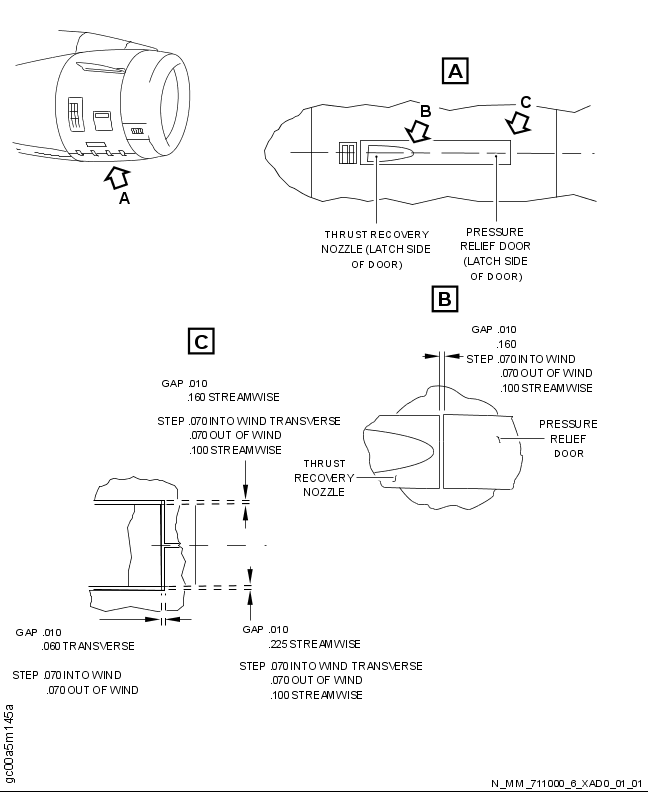 A
A
B
C
THRUST RECOVERY
NOZZLE (LATCH SIDE
OF DOOR)
PRESSURE
RELIEF DOOR
(LATCH SIDE
OF DOOR)
B
GAP .010
.160
STEP .070 INTO WIND
.070 OUT OF WIND
.100 STREAMWISE
PRESSURE
RELIEF
DOOR
THRUST
RECOVERY
NOZZLE
C
GAP .010
.160 STREAMWISE
STEP .070 INTO WIND TRANSVERSE
.070 OUT OF WIND
.100 STREAMWISE
GAP .010
.060 TRANSVERSE
STEP .070 INTO WIND
.070 OUT OF WIND
GAP .010
.225 STREAMWISE
STEP .070 INTO WIND TRANSVERSE
.070 OUT OF WIND
.100 STREAMWISE
gc00a5m145a
N_MM_711000_6_XAD0_01_01